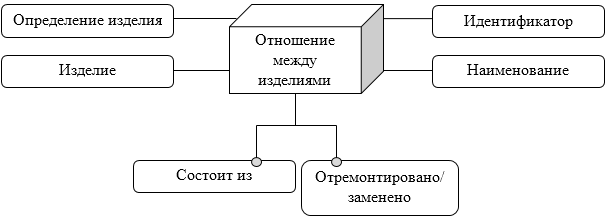 Определение изделия
Изделие
Отношение
между
изделиями
Идентификатор
Наименование
Состоит из
Отремонтировано/
заменено